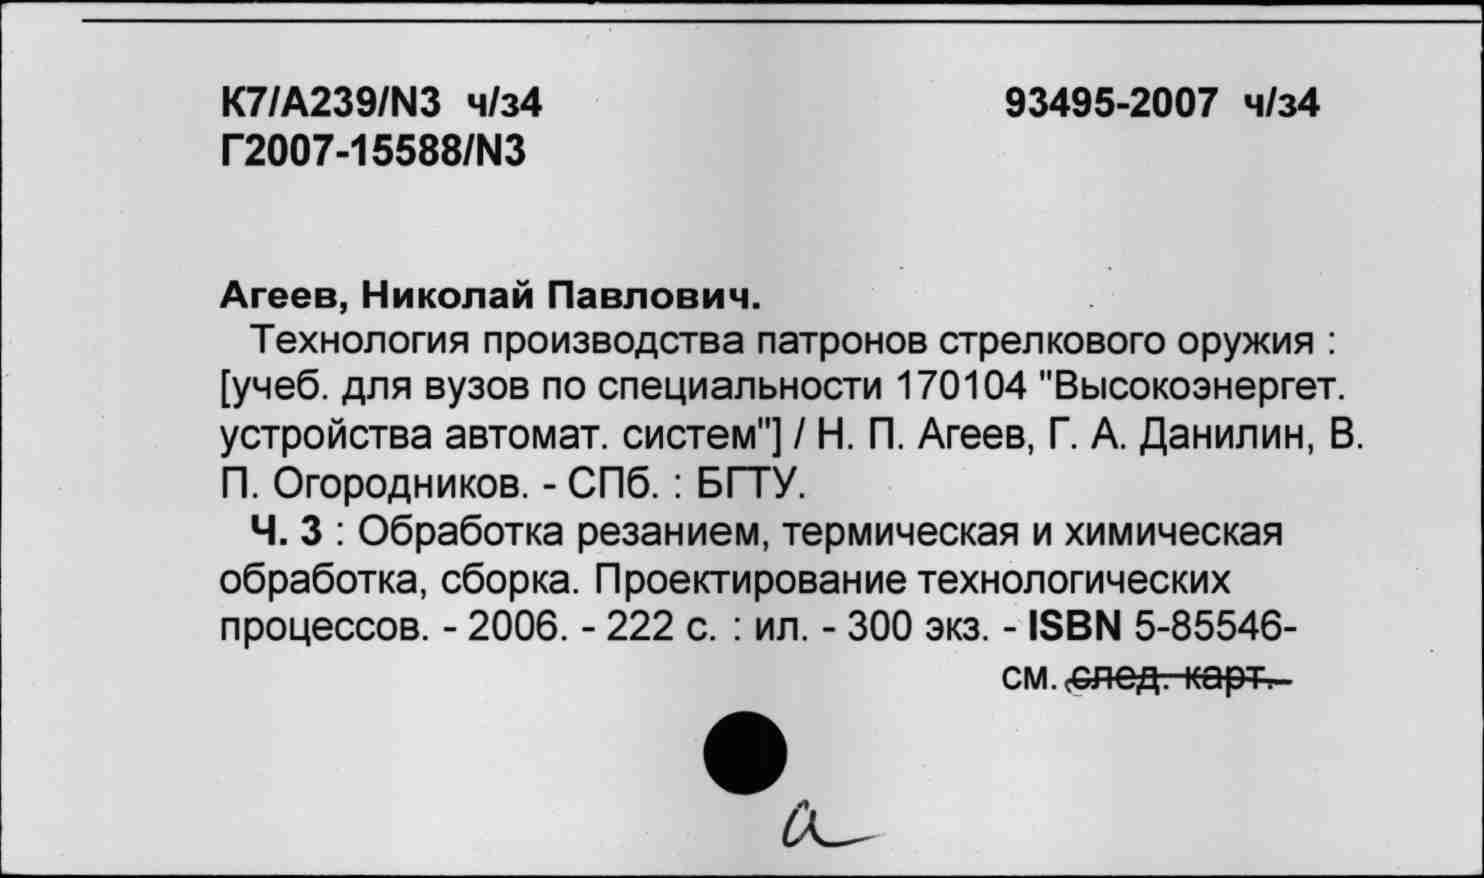 К7/А239/N3 ч/з4 93495-2007 ч/з4
Г2007-15588/N3
Агеев, Николай Павлович.
Технология производства патронов стрелкового оружия :
[учеб. для вузов по специальности 170104 "Высокоэнергет.
устройства автомат. систем"] / Н. П. Агеев, Г. А. Данилин, В.
П. Огородников. - СПб. : БГТУ.
Ч. 3 : Обработка резанием, термическая и химическая
обработка, сборка. Проектирование технологических
процессов. - 2006. - 222 с. : ил. - 300 экз. - ISBN 5-85546-
см. след. карт.
а